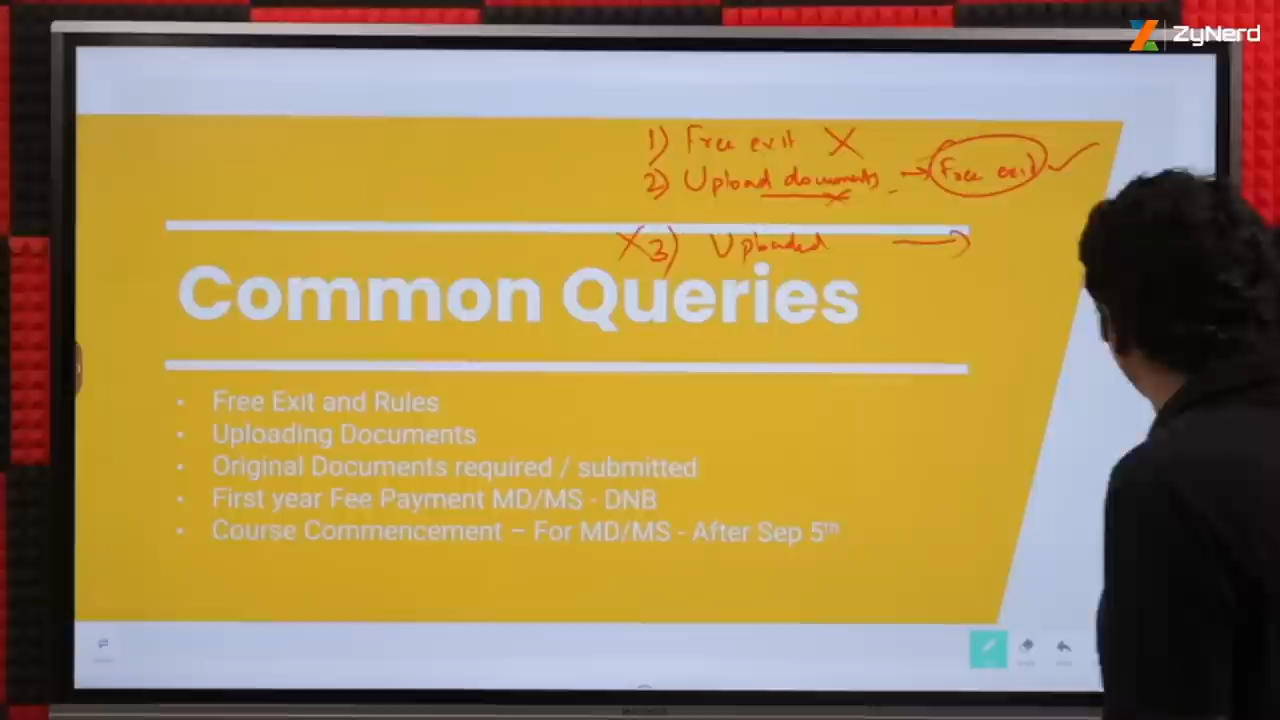 ZyNerd
1) Free exit X
2) Upload documents → Free exit ✓
X 3) Uploaded →
Common Queries
• Free Exit and Rules
• Uploading Documents
• Original Documents required / submitted
• First year Fee Payment MD/MS - DNB
• Course Commencement – For MD/MS - After Sep 5th